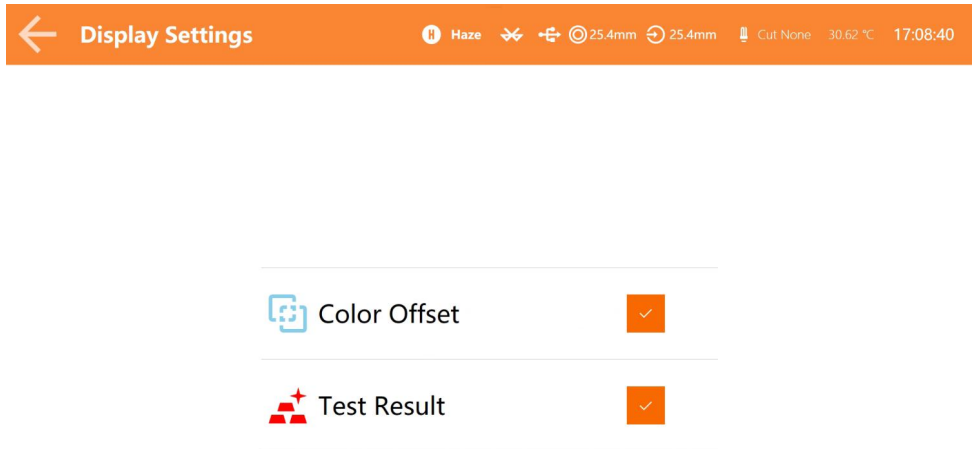 Display Settings H Haze 25.4mm 25.4mm Cut None 30.62 ℃ 17:08:40
Color Offset
Test Result